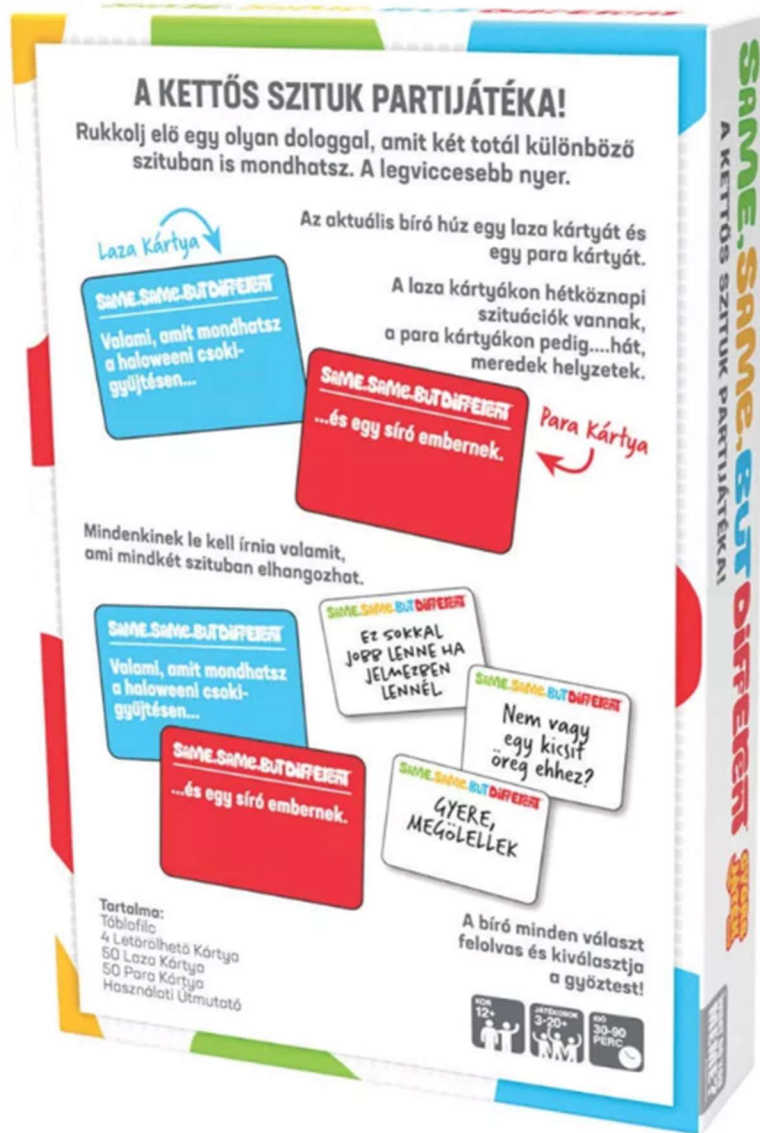 A KETTŐS SZITUK PARTIJÁTÉKA!
Rukkolj elő egy olyan dologgal, amit két totál különböző
szituban is mondhatsz. A legviccesebb nyer.
Az aktuális bíró húz egy laza kártyát és
egy para kártyát.
Laza Kártya
A laza kártyákon hétköznapi
szituációk vannak,
a para kártyákon pedig....hát,
meredek helyzetek.
SAME.SAME.BUT DIFFERENT
Valami, amit mondhatsz
a haloweeni csoki-
gyűjtésen...
SAME.SAME.BUT DIFFERENT
...és egy síró embernek.
Para Kártya
Mindenkinek le kell írnia valamit,
ami mindkét szituban elhangozhat.
SAME.SAME.BUT DIFFERENT
Valami, amit mondhatsz
a haloweeni csoki-
gyűjtésen...
SAME.SAME.BUT DIFFERENT
...és egy síró embernek.
SAME.SAME.BUT DIFFERENT
EZ SOKKAL
JOBB LENNE HA
JELMEZBEN
LENNÉL
SAME.SAME.BUT DIFFERENT
Nem vagy
egy kicsit
öreg ehhez?
SAME.SAME.BUT DIFFERENT
GYERE,
MEGÖLELLEK
Tartalma:
Táblafilc
4 Letörölhető Kártya
50 Laza Kártya
50 Para Kártya
Használati Útmutató
A bíró minden választ
felolvas és kiválasztja
a győztest!
KOR
12+
JÁTÉKOSOK
3-20+
IDŐ
30-90
PERC
SAME.SAME.BUT DIFFERENT
A KETTŐS SZITUK PARTIJÁTÉKA!